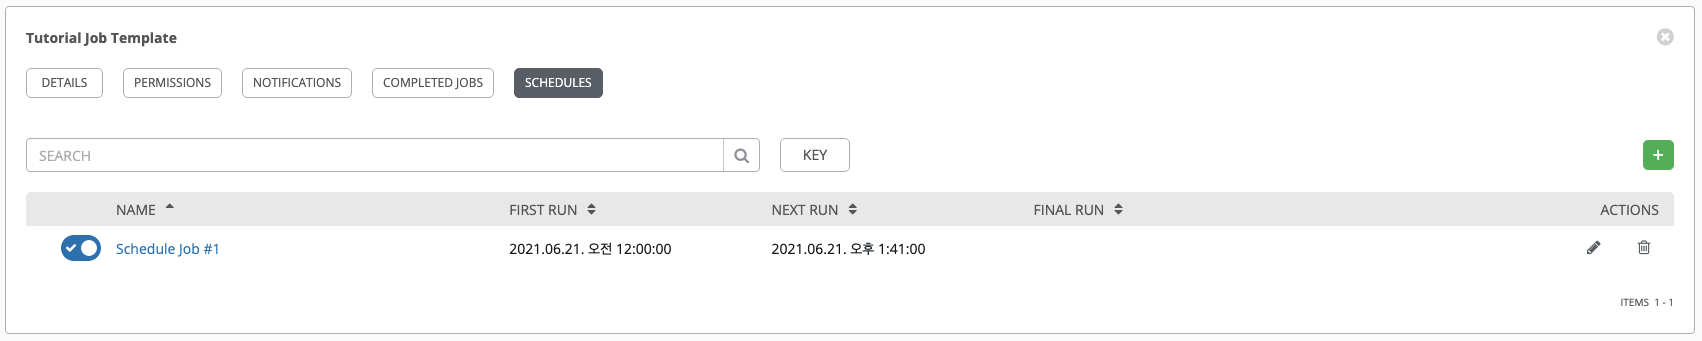 Tutorial Job Template
DETAILS PERMISSIONS NOTIFICATIONS COMPLETED JOBS SCHEDULES
SEARCH KEY
NAME FIRST RUN NEXT RUN FINAL RUN ACTIONS
Schedule Job #1 2021.06.21. 오전 12:00:00 2021.06.21. 오후 1:41:00
ITEMS 1 - 1